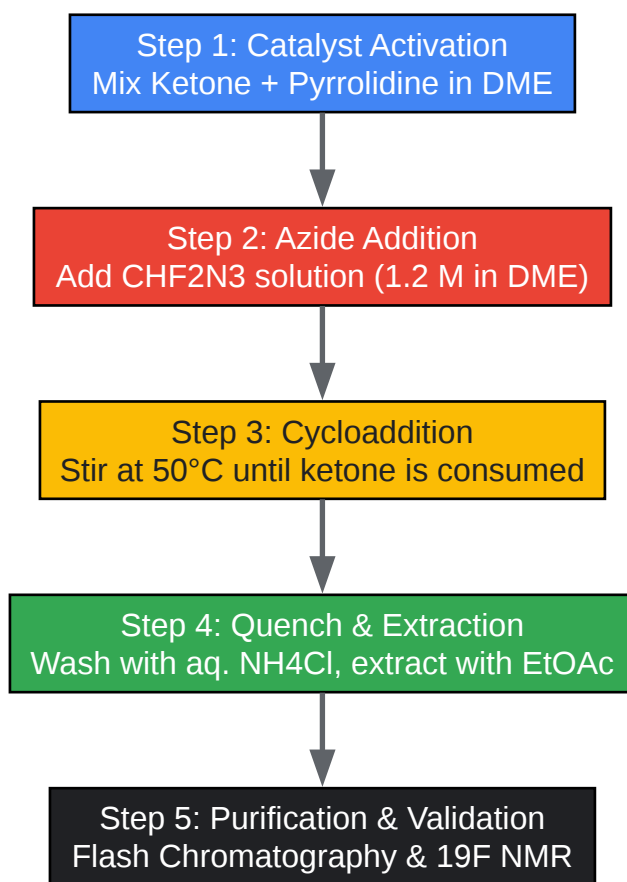 Step 1: Catalyst Activation
Mix Ketone + Pyrrolidine in DME
Step 2: Azide Addition
Add CHF2N3 solution (1.2 M in DME)
Step 3: Cycloaddition
Stir at 50°C until ketone is consumed
Step 4: Quench & Extraction
Wash with aq. NH4Cl, extract with EtOAc
Step 5: Purification & Validation
Flash Chromatography & 19F NMR